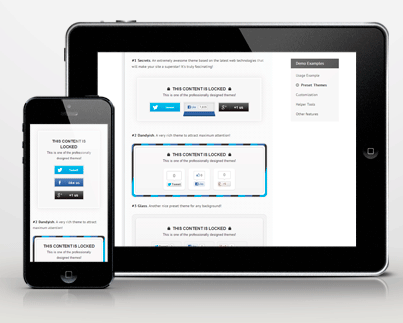 #1 Secrets. An extremely awesome theme based on the latest web technologies that
will make your site a superstar! It's truly fascinating!
THIS CONTENT IS LOCKED
This is one of the professionally designed themes!
Tweet
Like
+1 us
#2 Dandyish. A very rich theme to attract maximum attention!
THIS CONTENT IS LOCKED
This is one of the professionally designed themes!
0
0
Tweet
Like
#3 Glass. Another nice preset theme for any background!
THIS CONTENT IS LOCKED
This is one of the professionally designed themes!
Demo Examples
Usage Example
Preset Themes
Customization
Helper Tools
Other features
THIS CONTENT IS
LOCKED
This is one of the professionally
designed themes!
Tweet
like us
+1 us
#2 Dandyish. A very rich theme to attract
maximum attention!
THIS CONTENT IS LOCKED
This is one of the professionally
designed themes!